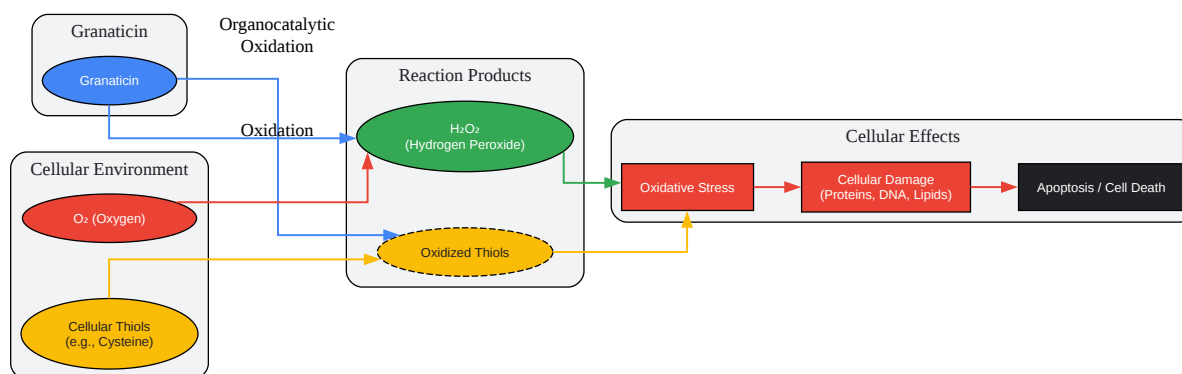 Granaticin
Granaticin
Organocatalytic
Oxidation
Oxidation
Cellular Environment
O₂ (Oxygen)
Cellular Thiols
(e.g., Cysteine)
Reaction Products
H₂O₂
(Hydrogen Peroxide)
Oxidized Thiols
Cellular Effects
Oxidative Stress
Cellular Damage
(Proteins, DNA, Lipids)
Apoptosis / Cell Death